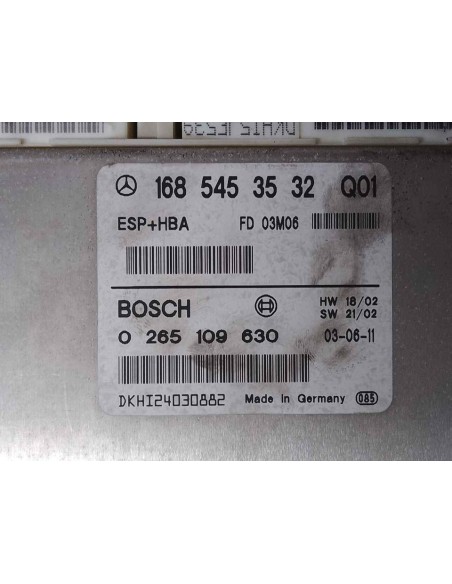 168 545 35 32 Q01
ESP+HBA FD 03M06
BOSCH HW 18/02
SW 21/02
0 265 109 630 03-06-11
DKHI24030882 Made in Germany 085